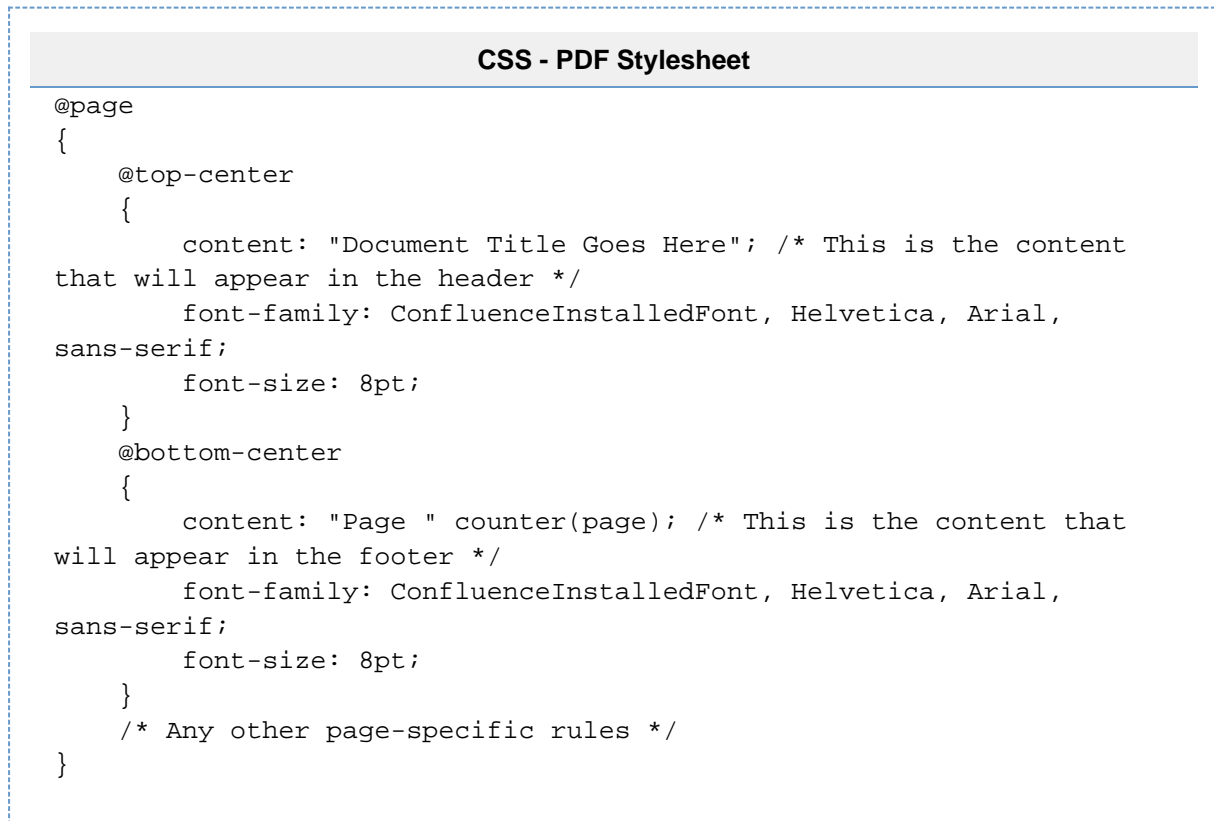 CSS - PDF Stylesheet
@page
{
    @top-center
    {
        content: "Document Title Goes Here"; /* This is the content
that will appear in the header */
        font-family: ConfluenceInstalledFont, Helvetica, Arial,
sans-serif;
        font-size: 8pt;
    }
    @bottom-center
    {
        content: "Page " counter(page); /* This is the content that
will appear in the footer */
        font-family: ConfluenceInstalledFont, Helvetica, Arial,
sans-serif;
        font-size: 8pt;
    }
    /* Any other page-specific rules */
}